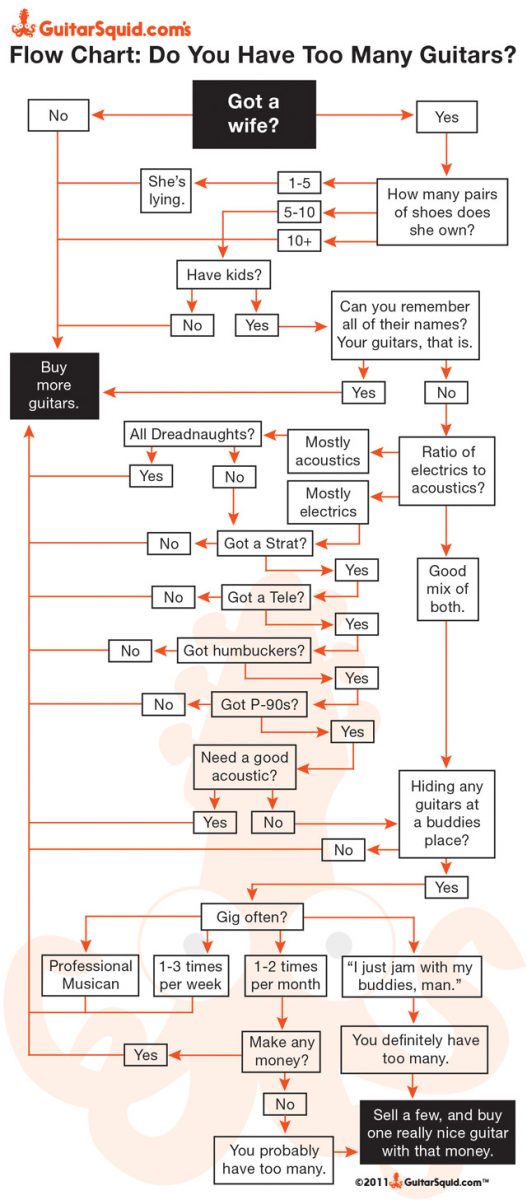 GuitarSquid.com's
Flow Chart: Do You Have Too Many Guitars?
Got a
wife?
No
Yes
How many pairs
of shoes does
she own?
1-5
She's
lying.
5-10
10+
Have kids?
No
Yes
Can you remember
all of their names?
Your guitars, that is.
Buy
more
guitars.
Yes
No
All Dreadnaughts?
Mostly
acoustics
Ratio of
electrics to
acoustics?
Yes
No
Mostly
electrics
No
Got a Strat?
Yes
Good
mix of
both.
No
Got a Tele?
Yes
No
Got humbuckers?
Yes
No
Got P-90s?
Yes
Need a good
acoustic?
Hiding any
guitars at
a buddies
place?
Yes
No
No
Yes
Gig often?
Professional
Musican
1-3 times
per week
1-2 times
per month
“I just jam with my
buddies, man.”
Yes
Make any
money?
You definitely have
too many.
No
You probably
have too many.
Sell a few, and buy
one really nice guitar
with that money.
©2011 GuitarSquid.com™